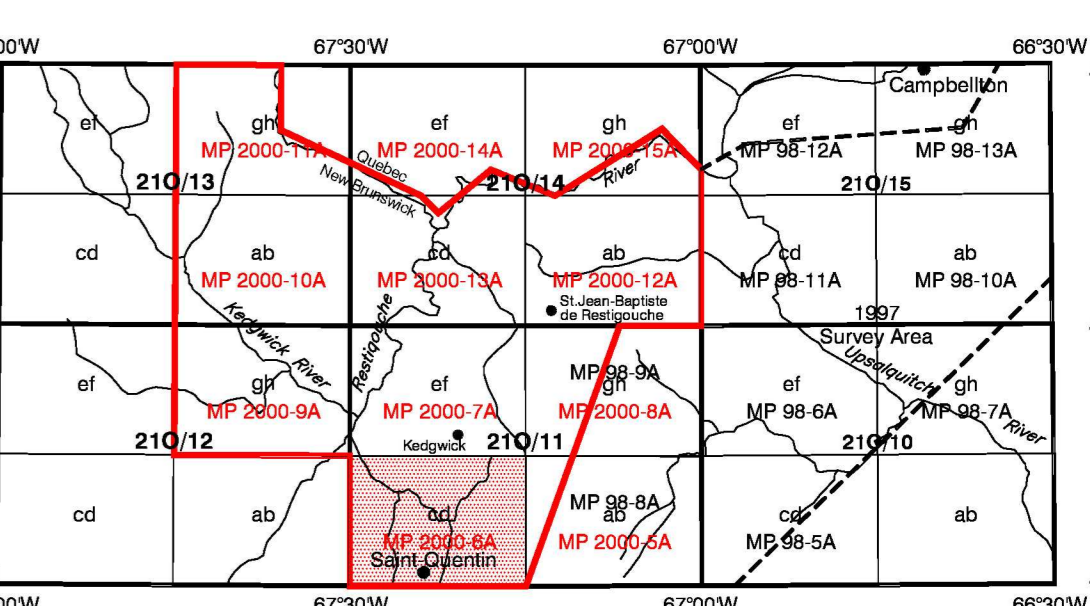 00'W 67°30'W 67°00'W 66°30'W
Campbellton
ef gh ef gh ef gh
MP 2000-11A MP 2000-14A MP 2000-15A MP 98-12A MP 98-13A
Quebec
New Brunswick
River
21O/13 21O/14 21O/15
cd ab cd ab cd ab
MP 2000-10A MP 2000-13A MP 2000-12A MP 98-11A MP 98-10A
St.Jean-Baptiste
de Restigouche
Kedgwick River
Restigouche
1997
Survey Area
Upsalquitch
River
MP 98-9A
ef gh ef gh ef gh
MP 2000-9A MP 2000-7A MP 2000-8A MP 98-6A MP 98-7A
Kedgwick
21O/12 21O/11 21O/10
MP 98-8A
cd ab cd ab cd ab
MP 2000-6A MP 2000-5A MP 98-5A
Saint-Quentin
00'W 67°30'W 67°00'W 66°30'W